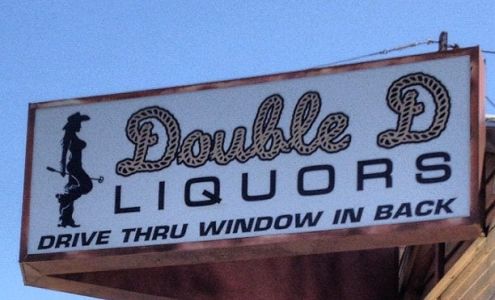 Double D
LIQUORS
DRIVE THRU WINDOW IN BACK